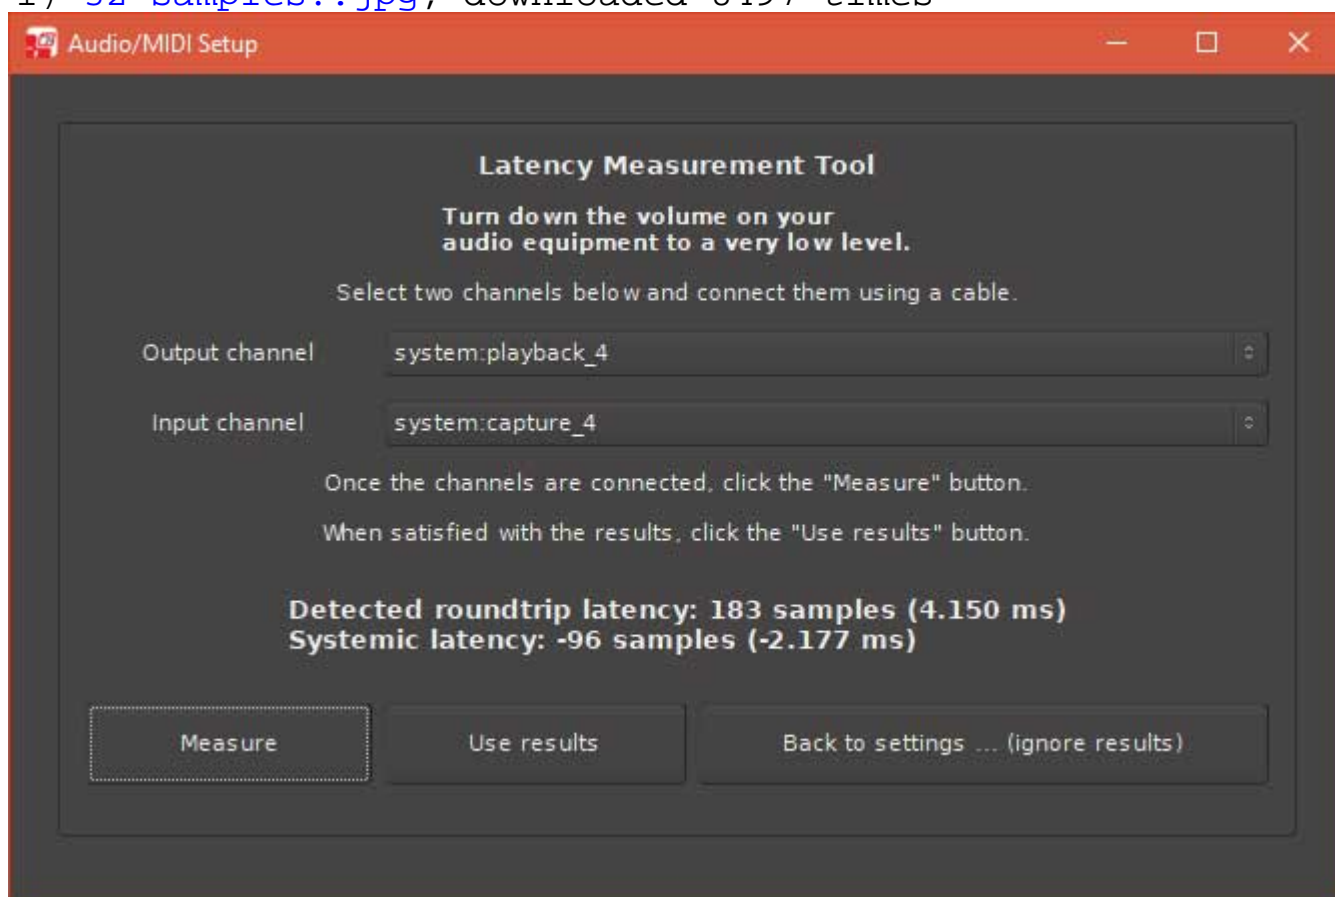 Audio/MIDI Setup
Latency Measurement Tool
Turn down the volume on your
audio equipment to a very low level.
Select two channels below and connect them using a cable.
Output channel system:playback_4
Input channel system:capture_4
Once the channels are connected, click the "Measure" button.
When satisfied with the results, click the "Use results" button.
Detected roundtrip latency: 183 samples (4.150 ms)
Systemic latency: -96 samples (-2.177 ms)
Measure Use results Back to settings ... (ignore results)